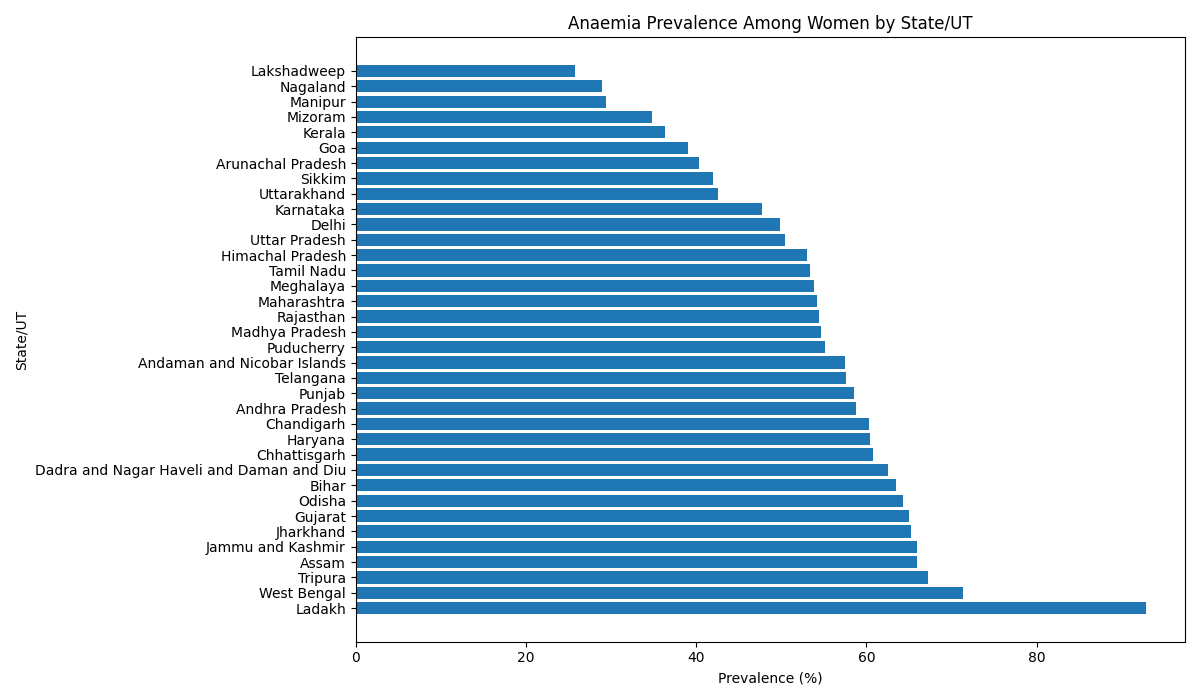 Anaemia Prevalence Among Women by State/UT
Lakshadweep
Nagaland
Manipur
Mizoram
Kerala
Goa
Arunachal Pradesh
Sikkim
Uttarakhand
Karnataka
Delhi
Uttar Pradesh
Himachal Pradesh
Tamil Nadu
Meghalaya
Maharashtra
Rajasthan
Madhya Pradesh
Puducherry
Andaman and Nicobar Islands
Telangana
Punjab
Andhra Pradesh
Chandigarh
Haryana
Chhattisgarh
Dadra and Nagar Haveli and Daman and Diu
Bihar
Odisha
Gujarat
Jharkhand
Jammu and Kashmir
Assam
Tripura
West Bengal
Ladakh
State/UT
0 20 40 60 80
Prevalence (%)